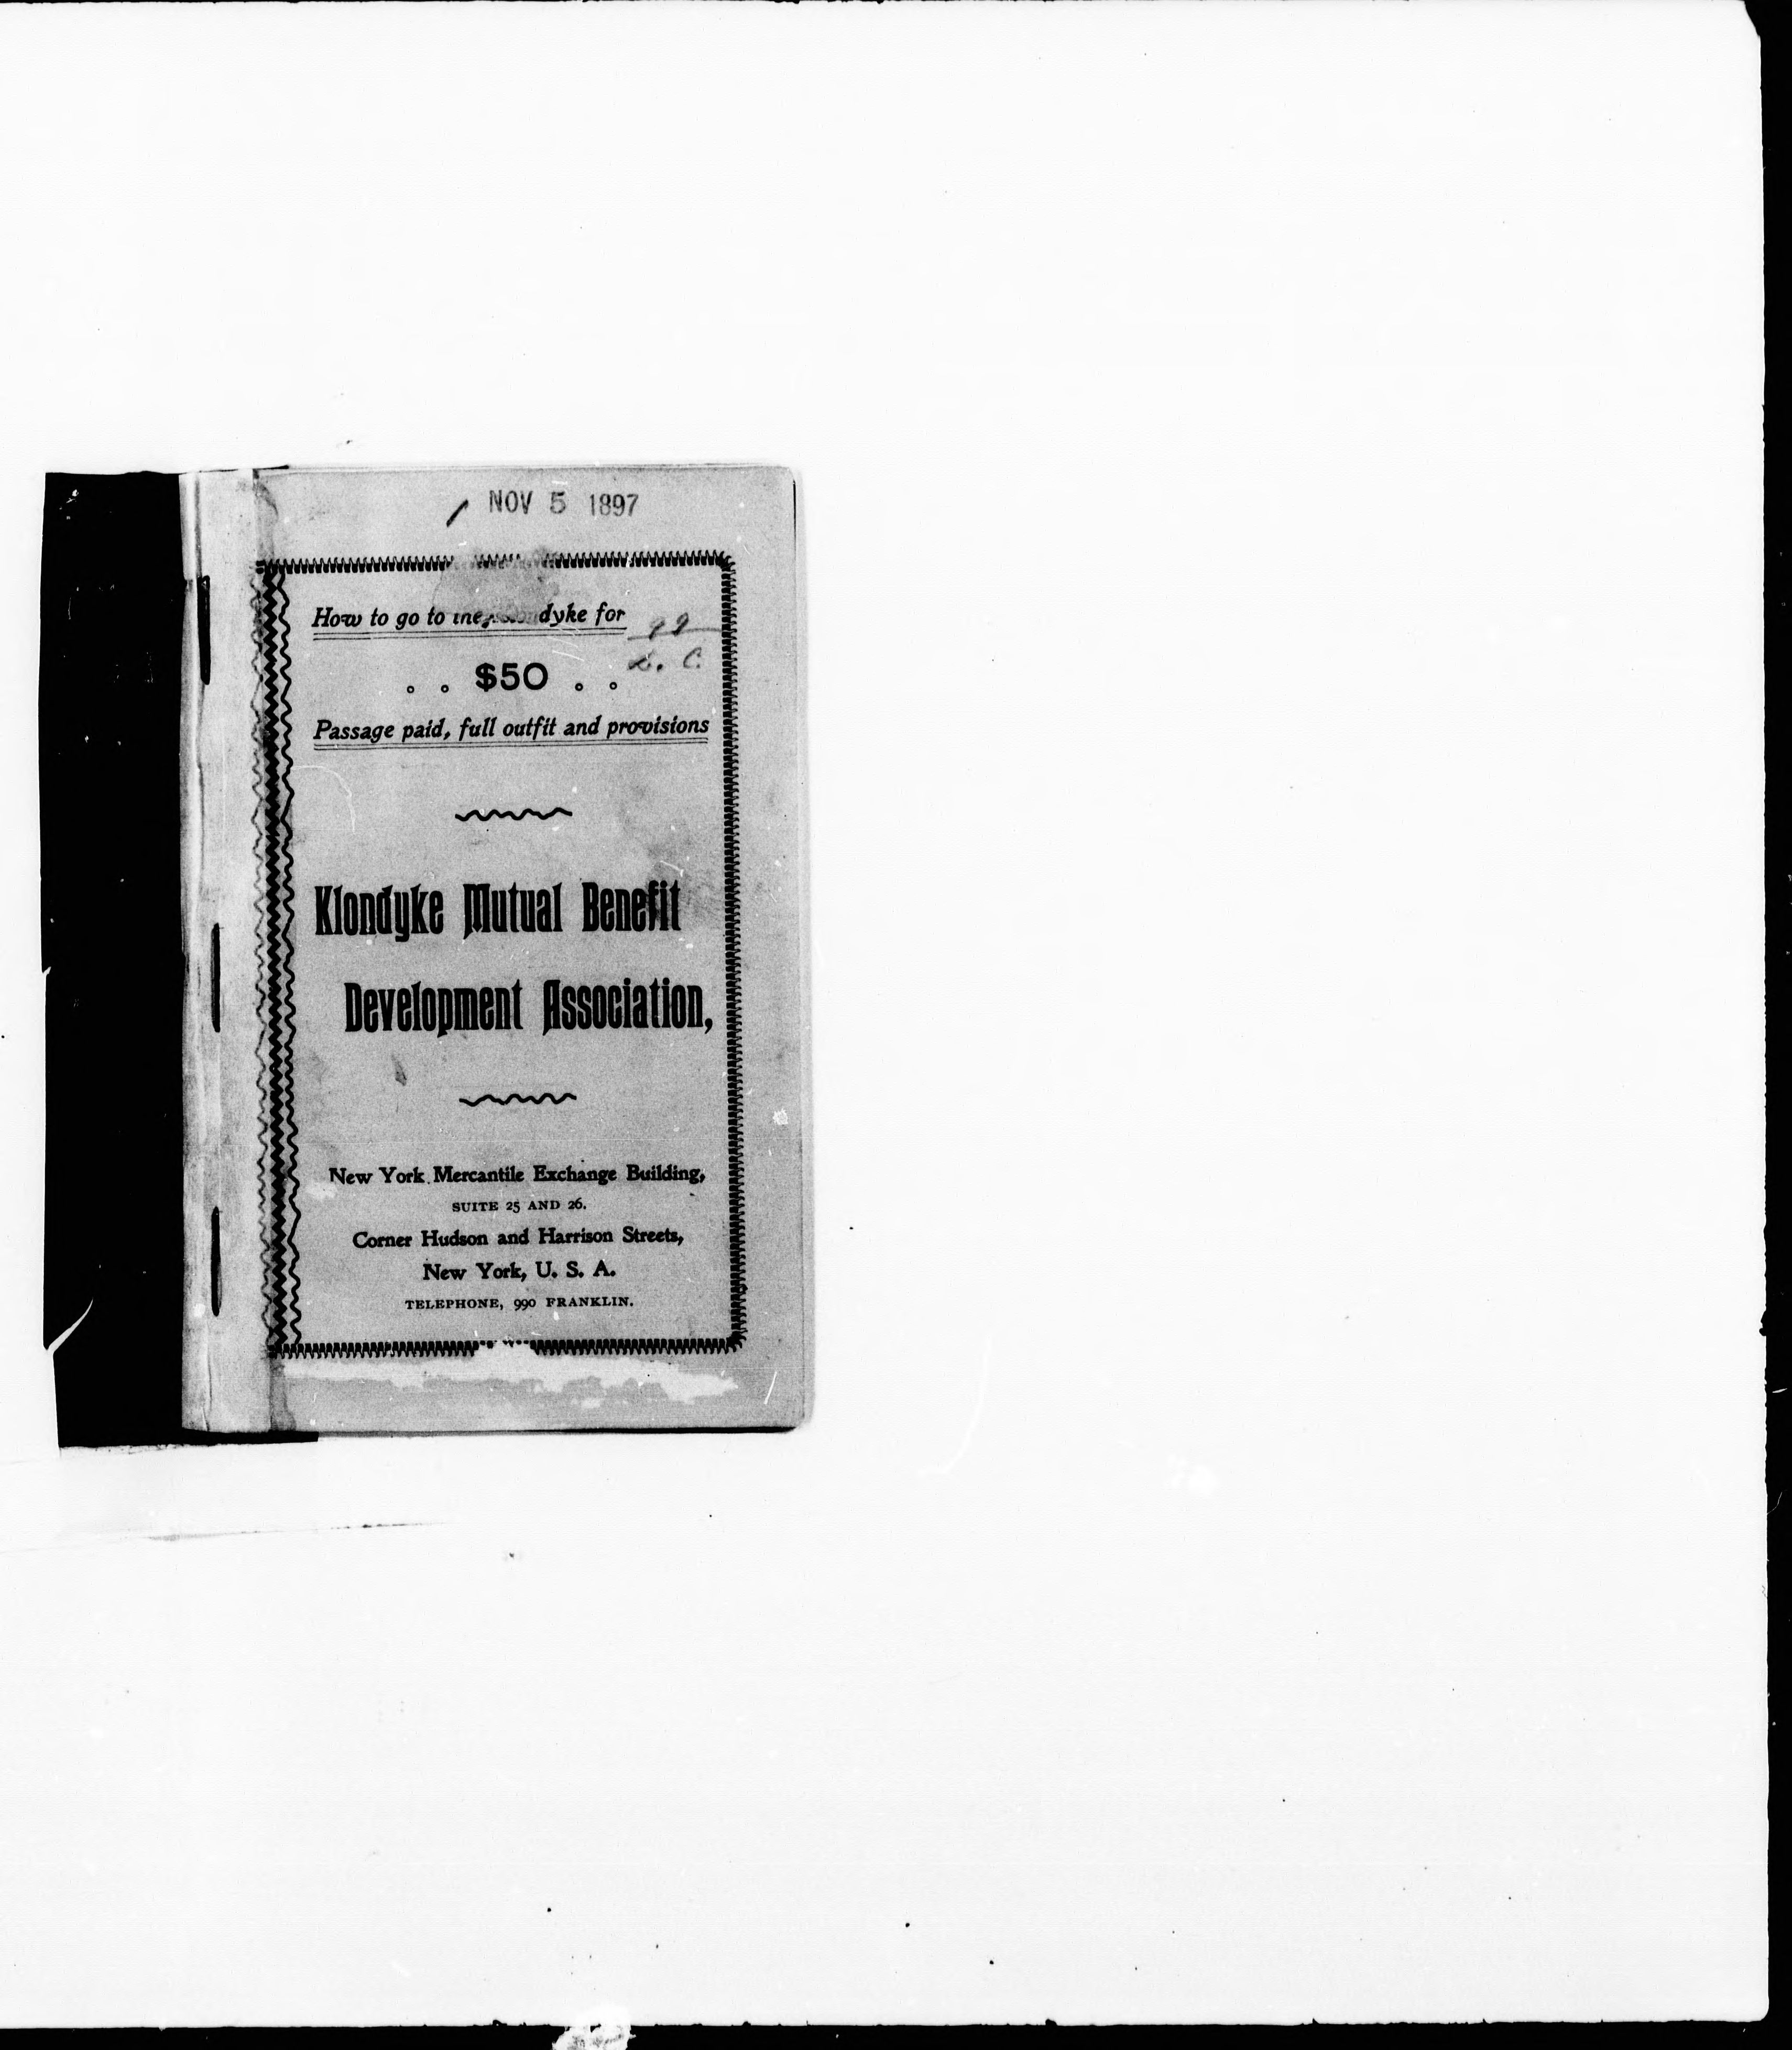 NOV 5 1897
How to go to the dyke for
99
. . $50 . .
Passage paid, full outfit and provisions
Klondyke Mutual Benefit
Development Association,
New York Mercantile Exchange Building,
SUITE 25 AND 26.
Corner Hudson and Harrison Streets,
New York, U. S. A.
TELEPHONE, 990 FRANKLIN.